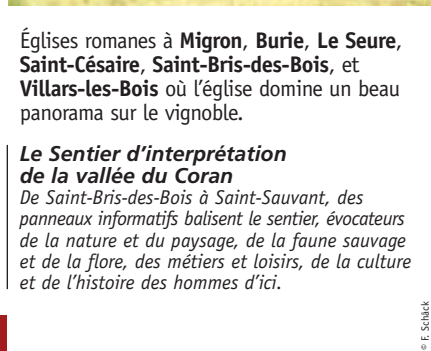 Églises romanes à Migron, Burie, Le Seure,
Saint-Césaire, Saint-Bris-des-Bois, et
Villars-les-Bois où l’église domine un beau
panorama sur le vignoble.
Le Sentier d’interprétation
de la vallée du Coran
De Saint-Bris-des-Bois à Saint-Sauvant, des
panneaux informatifs balisent le sentier, évocateurs
de la nature et du paysage, de la faune sauvage
et de la flore, des métiers et loisirs, de la culture
et de l’histoire des hommes d’ici.
© F. Schäck